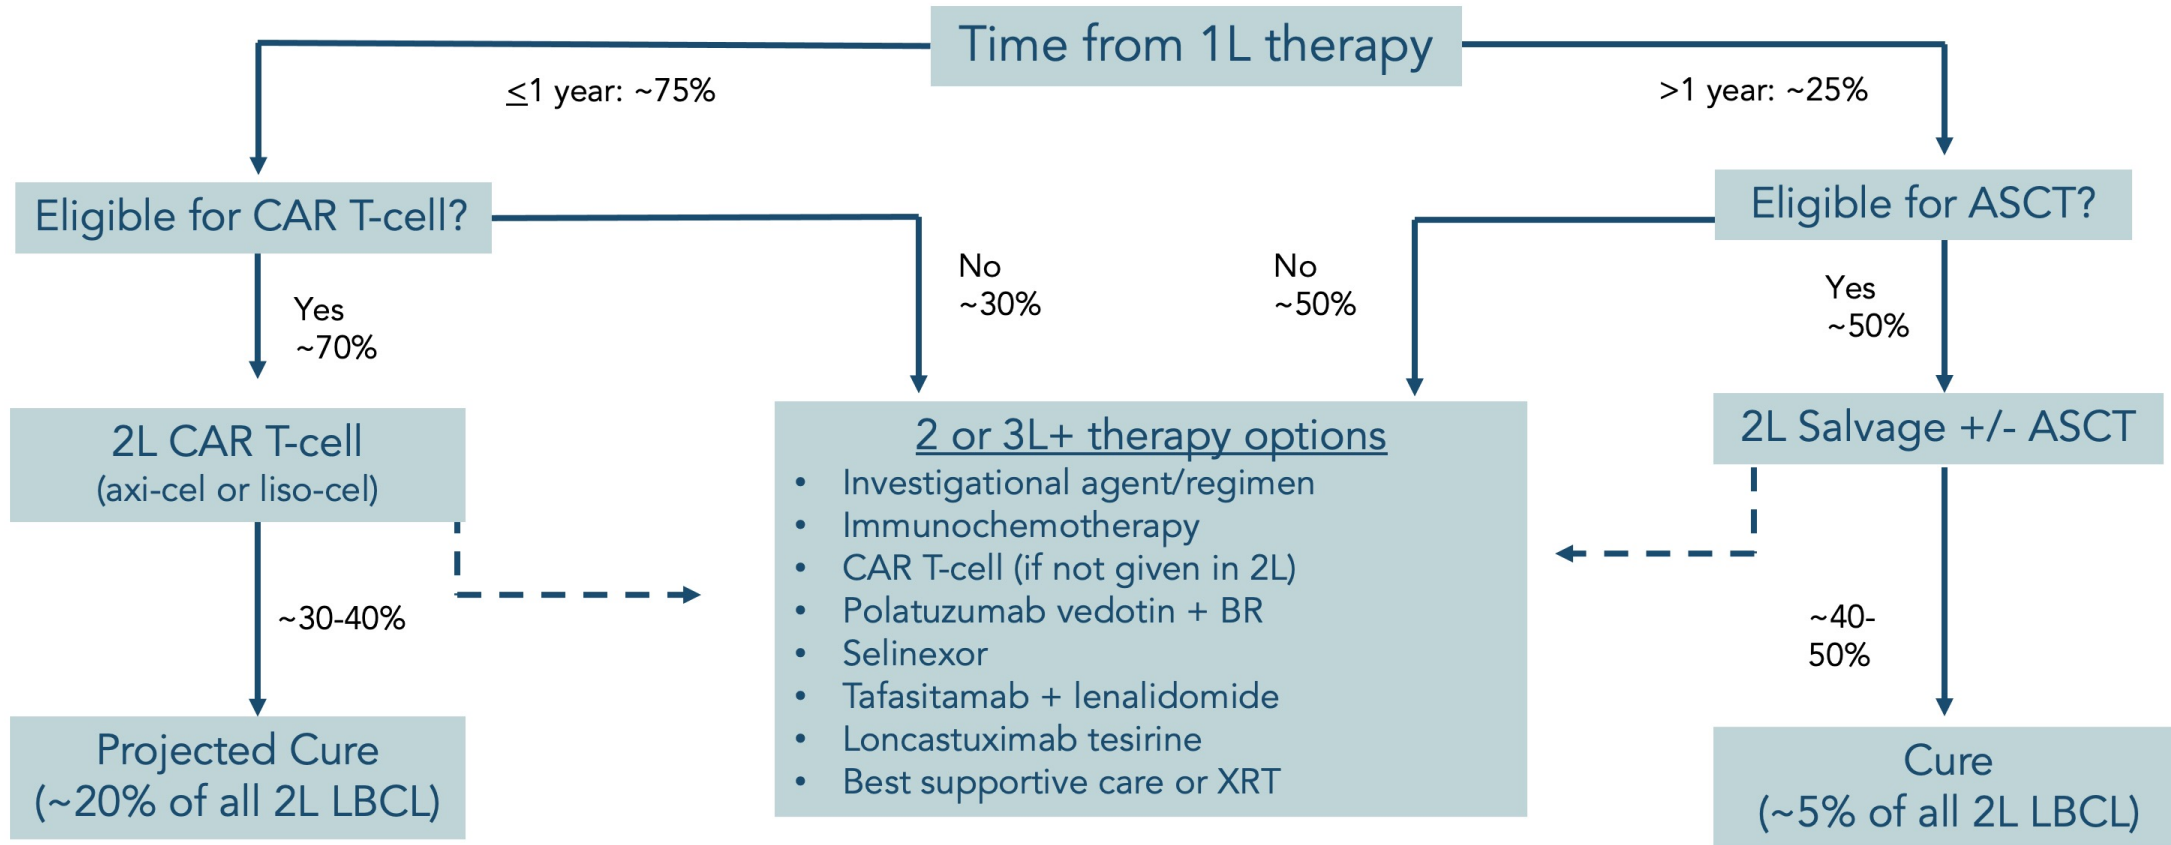 Time from 1L therapy
≤1 year: ~75%
>1 year: ~25%
Eligible for CAR T-cell?
Eligible for ASCT?
No
~30%
No
~50%
Yes
~70%
Yes
~50%
2L CAR T-cell
(axi-cel or liso-cel)
2 or 3L+ therapy options
• Investigational agent/regimen
• Immunochemotherapy
• CAR T-cell (if not given in 2L)
• Polatuzumab vedotin + BR
• Selinexor
• Tafasitamab + lenalidomide
• Loncastuximab tesirine
• Best supportive care or XRT
2L Salvage +/- ASCT
~30-40%
~40-
50%
Projected Cure
(~20% of all 2L LBCL)
Cure
(~5% of all 2L LBCL)